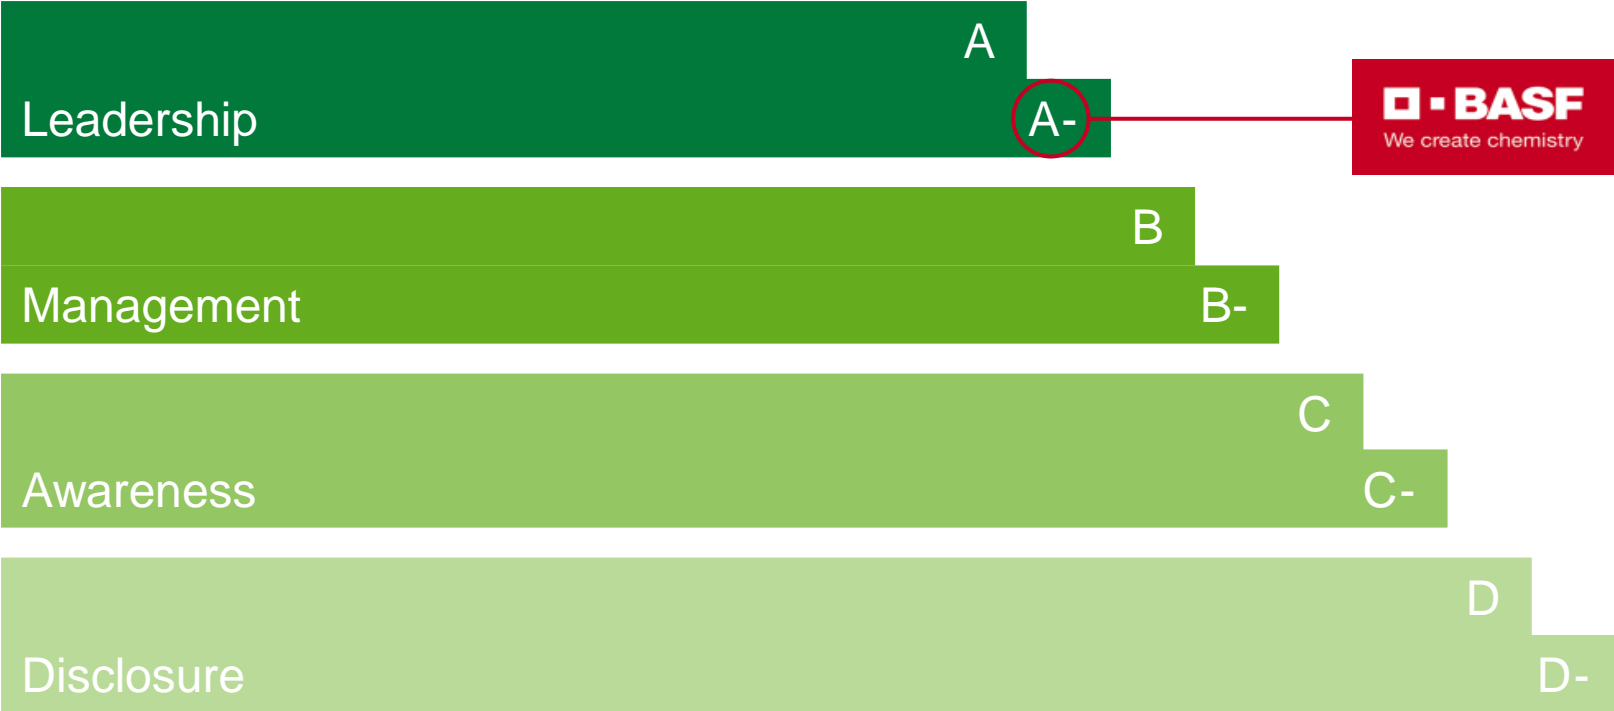 A
Leadership A-
BASF
We create chemistry
B
Management B-
C
Awareness C-
D
Disclosure D-